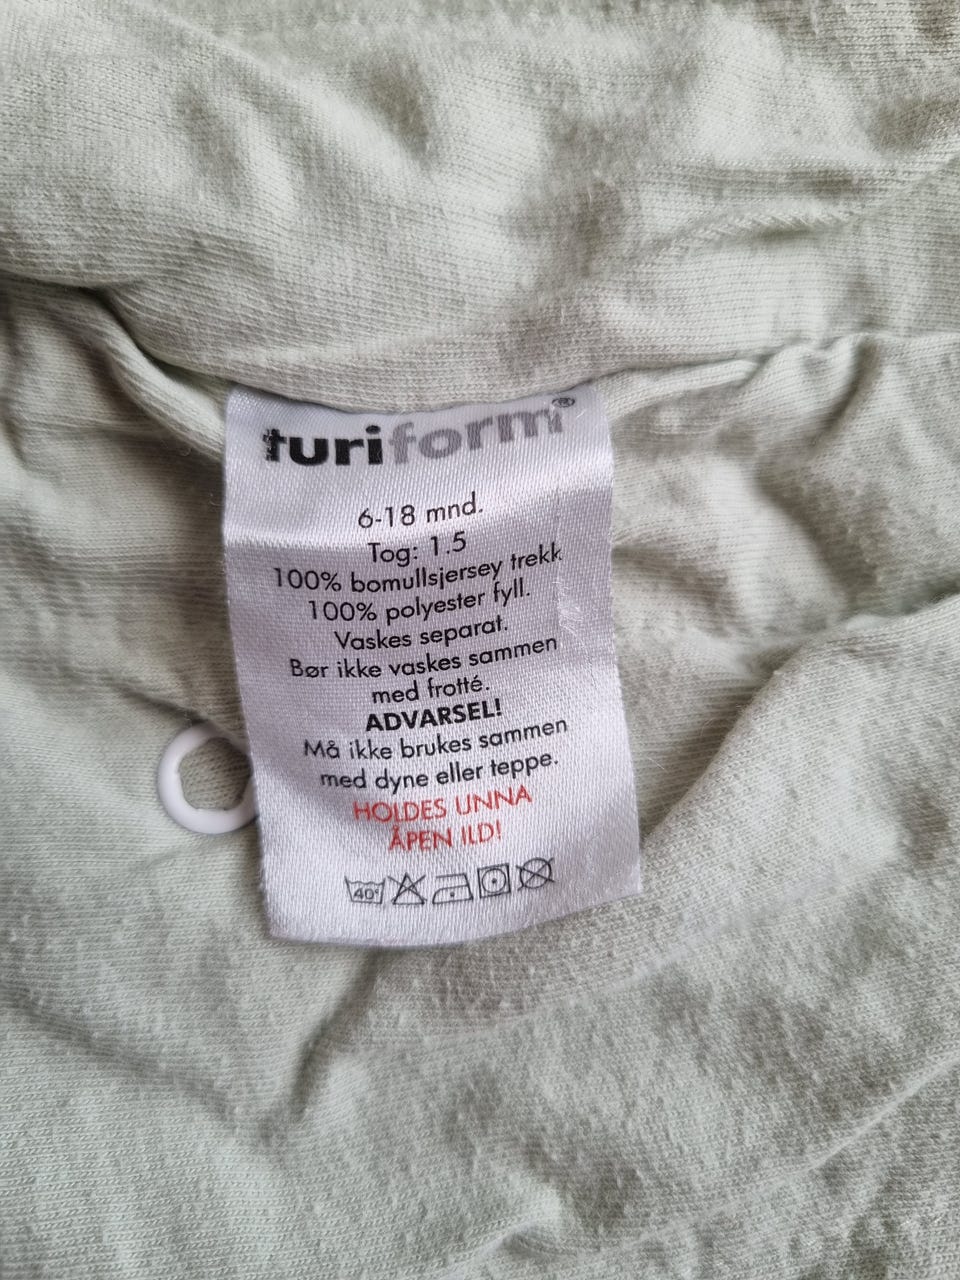 turiform®
6-18 mnd.
Tog: 1.5
100% bomullsjersey trekk
100% polyester fyll.
Vaskes separat.
Bør ikke vaskes sammen
med frotté.
ADVARSEL!
Må ikke brukes sammen
med dyne eller teppe.
HOLDES UNNA
ÅPEN ILD!
40°